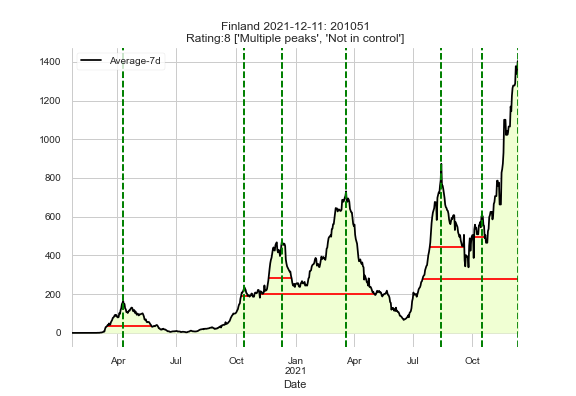 Finland 2021-12-11: 201051
Rating:8 ['Multiple peaks', 'Not in control']
Average-7d
1400
1200
1000
800
600
400
200
0
Apr Jul Oct Jan Apr Jul Oct
2021
Date